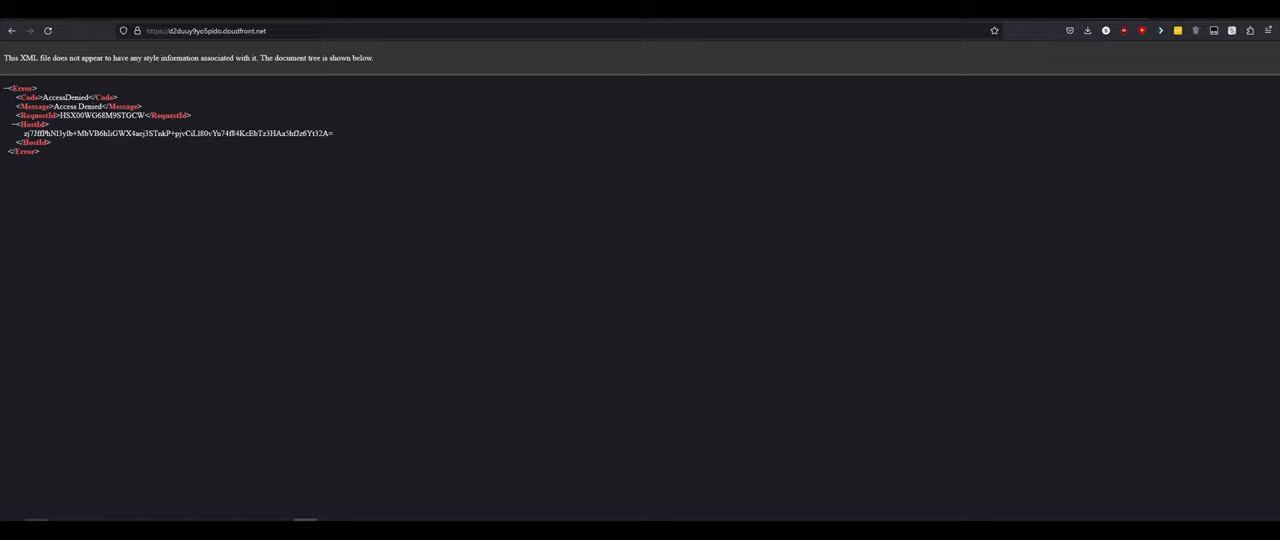 https://d2duuy9yo5pldo.cloudfront.net
This XML file does not appear to have any style information associated with it. The document tree is shown below.
—<Error>
<Code>AccessDenied</Code>
<Message>Access Denied</Message>
<RequestId>HSX00WG68M9STGCW</RequestId>
—<HostId>
</HostId>
</Error>